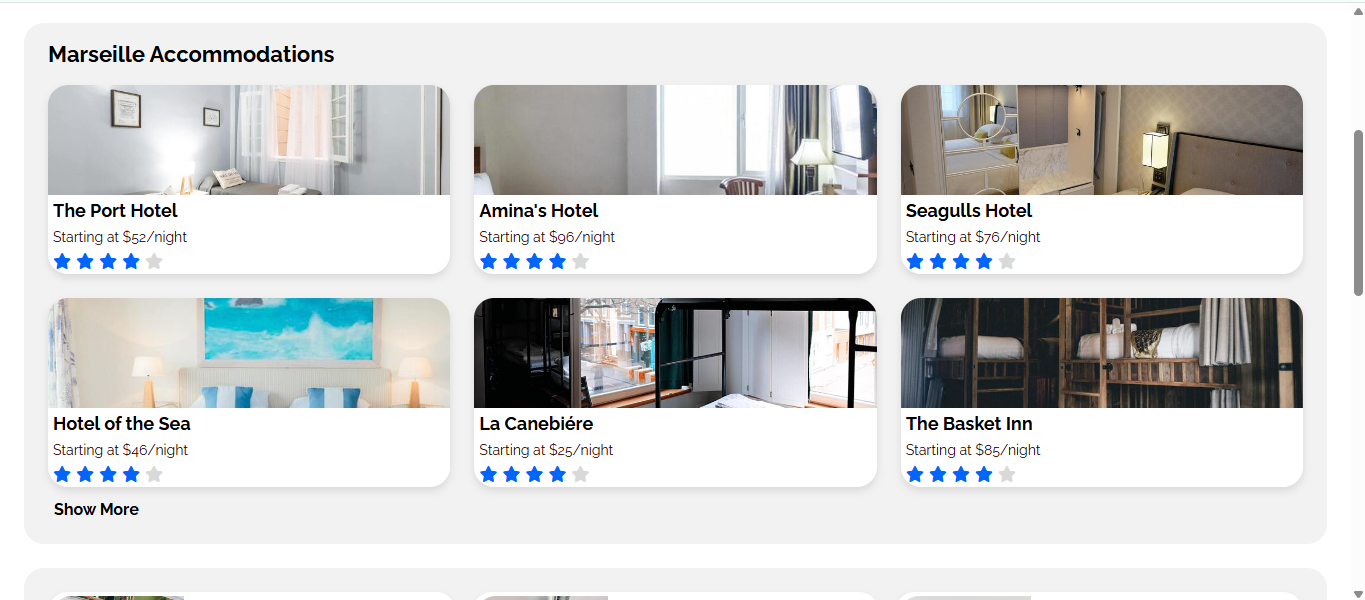 Marseille Accommodations
The Port Hotel
Starting at $52/night
Amina's Hotel
Starting at $96/night
Seagulls Hotel
Starting at $76/night
Hotel of the Sea
Starting at $46/night
La Canebiére
Starting at $25/night
The Basket Inn
Starting at $85/night
Show More